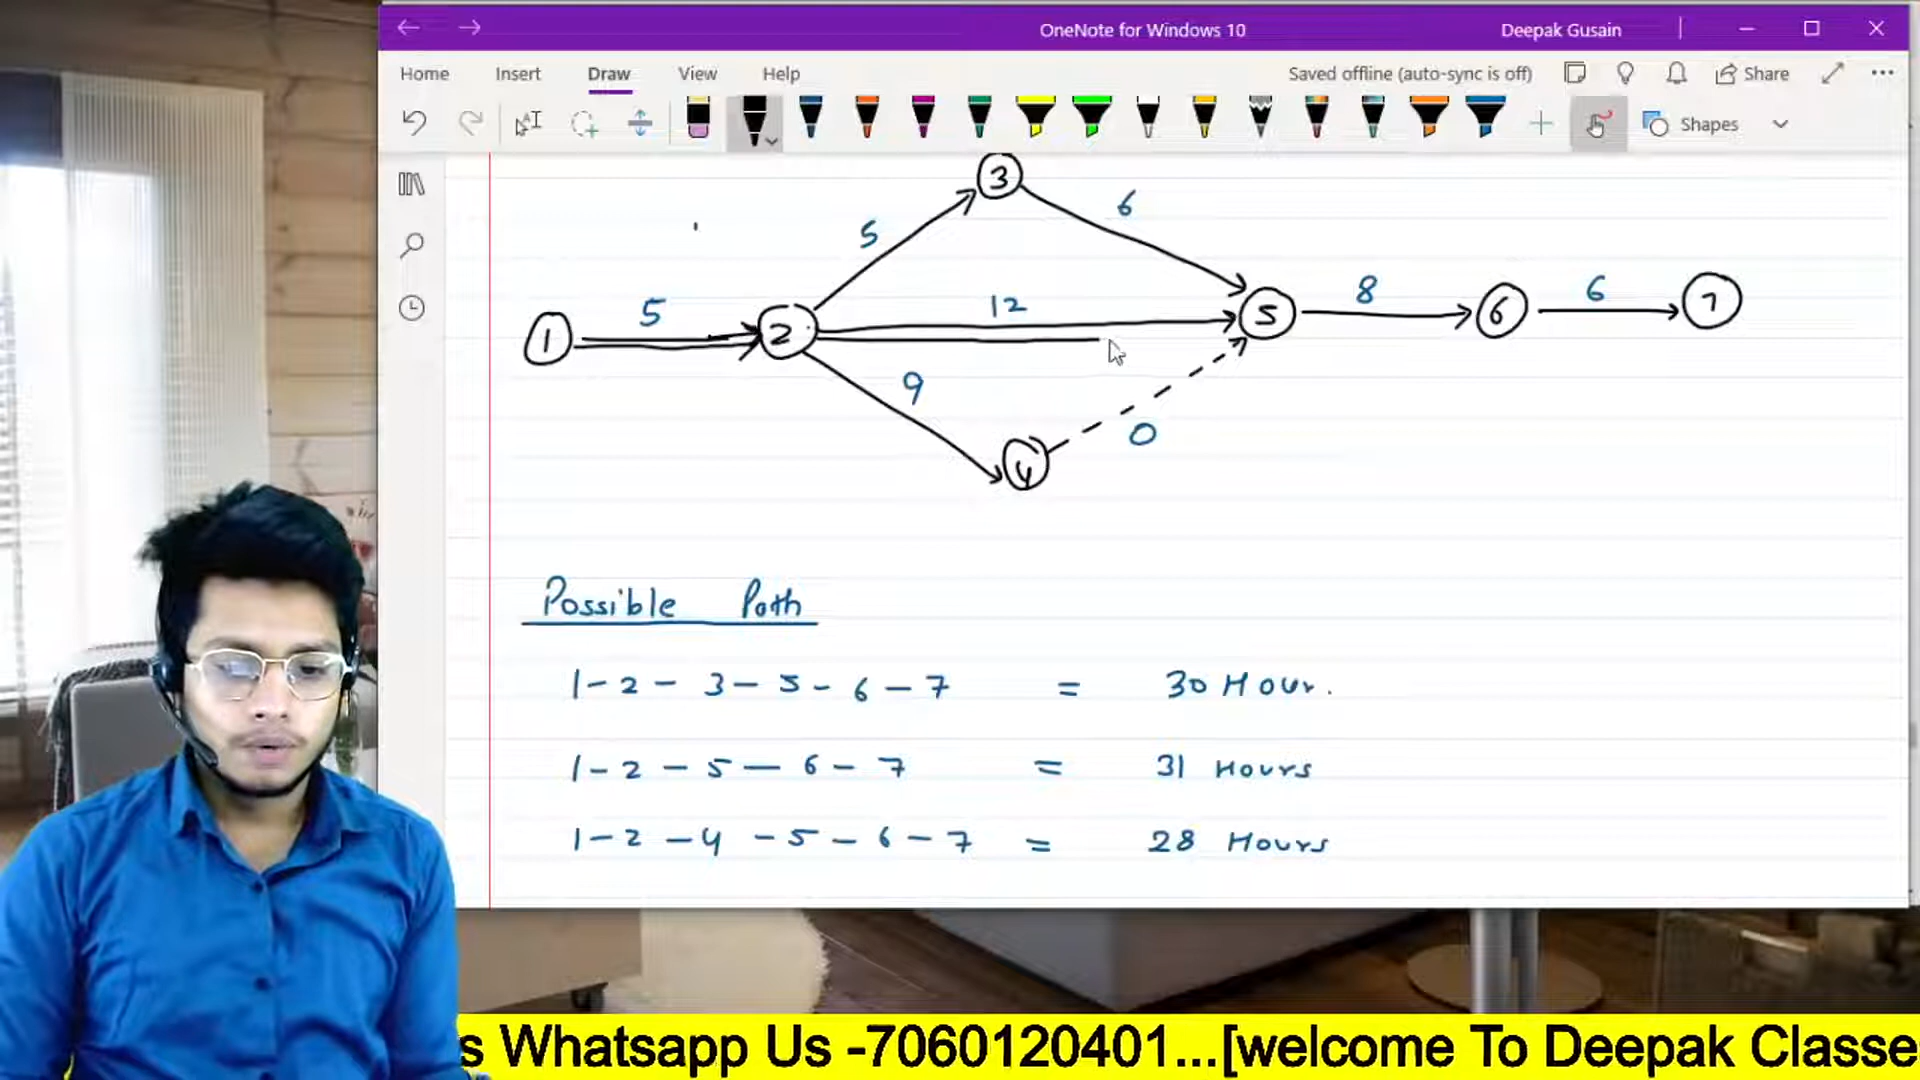 OneNote for Windows 10 Deepak Gusain
Home Insert Draw View Help Saved offline (auto-sync is off) Share
Shapes
3
6
5
12
8
6
5
1
2
5
6
7
9
0
4
Possible Path
1-2-3-5-6-7 = 30 Hour.
1-2-5-6-7 = 31 Hours
1-2-4-5-6-7 = 28 Hours
s Whatsapp Us -7060120401...[welcome To Deepak Classe